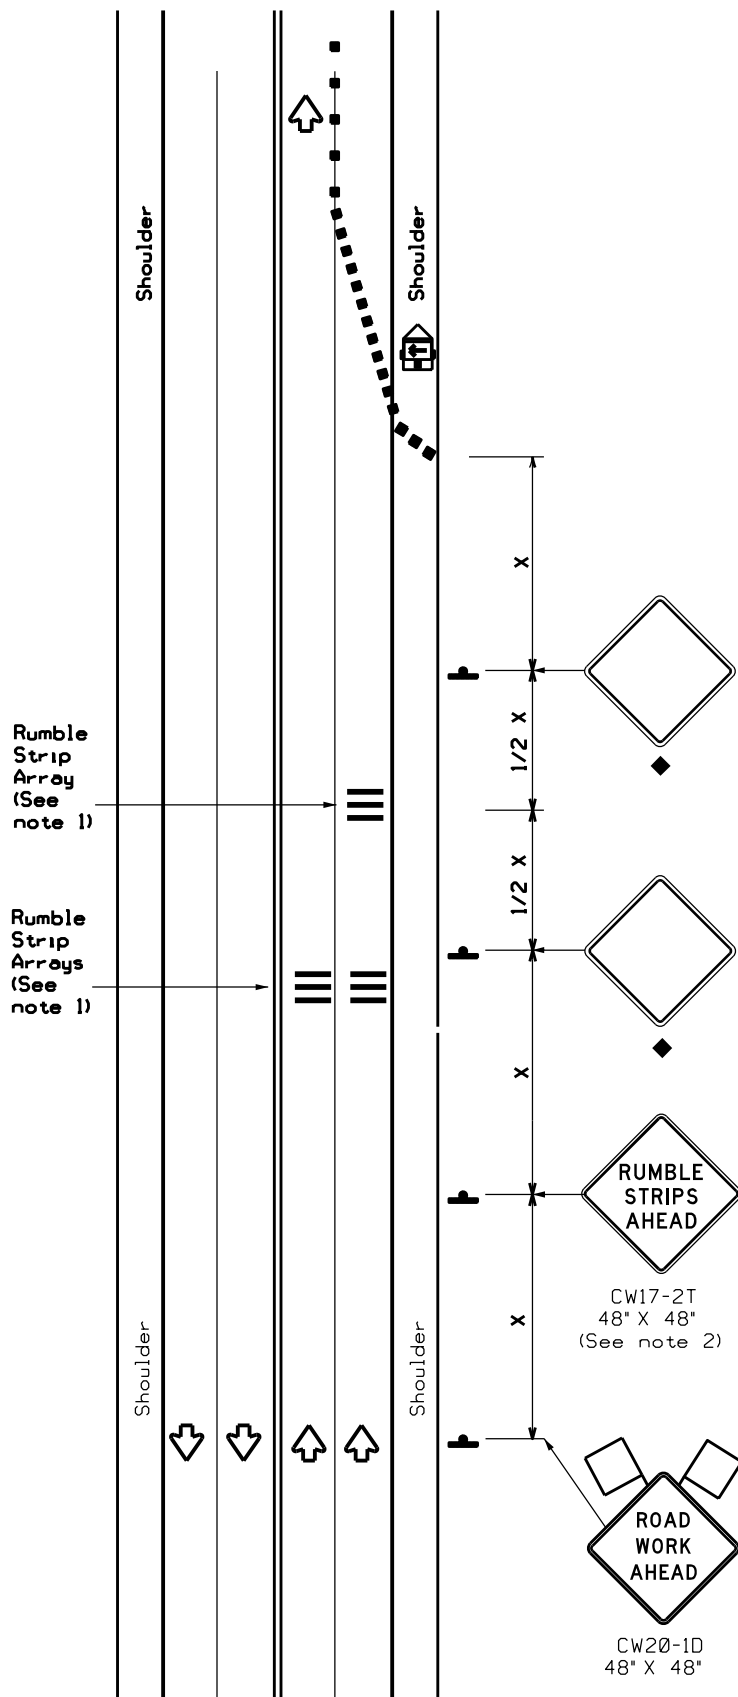 Shoulder
Shoulder
X
1/2 X
Rumble
Strip
Array
(See
note 1)
1/2 X
Rumble
Strip
Arrays
(See
note 1)
X
RUMBLE
STRIPS
AHEAD
CW17-2T
48" X 48"
(See note 2)
X
Shoulder
Shoulder
ROAD
WORK
AHEAD
CW20-1D
48" X 48"